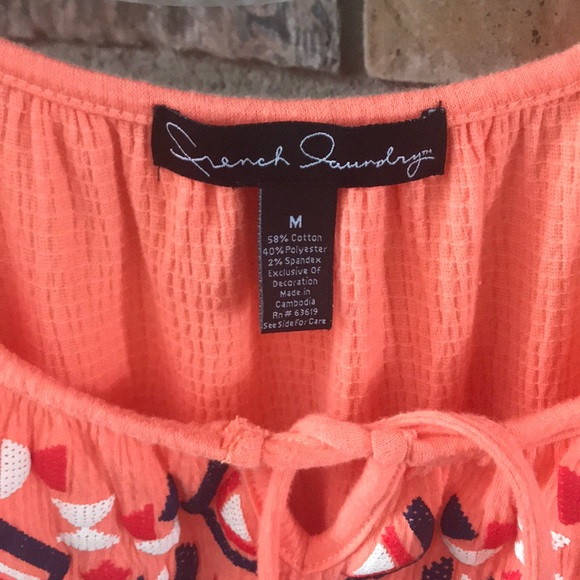 French Laundry™
M
58% Cotton
40% Polyester
2% Spandex
Exclusive Of
Decoration
Made in
Cambodia
Rn# 63619
See Side For Care